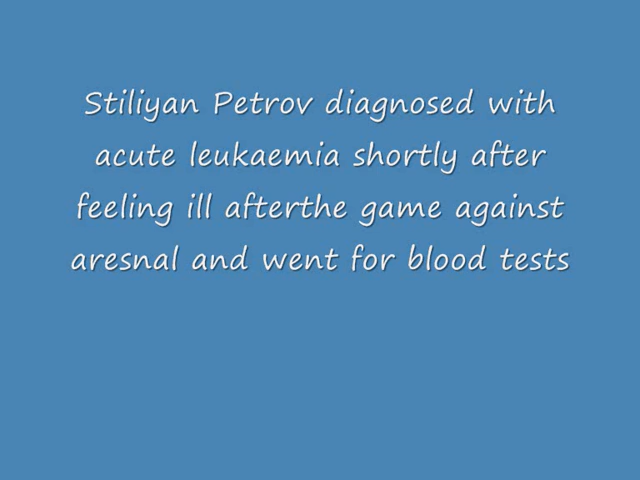 Stiliyan Petrov diagnosed with
acute leukaemia shortly after
feeling ill afterthe game against
aresnal and went for blood tests